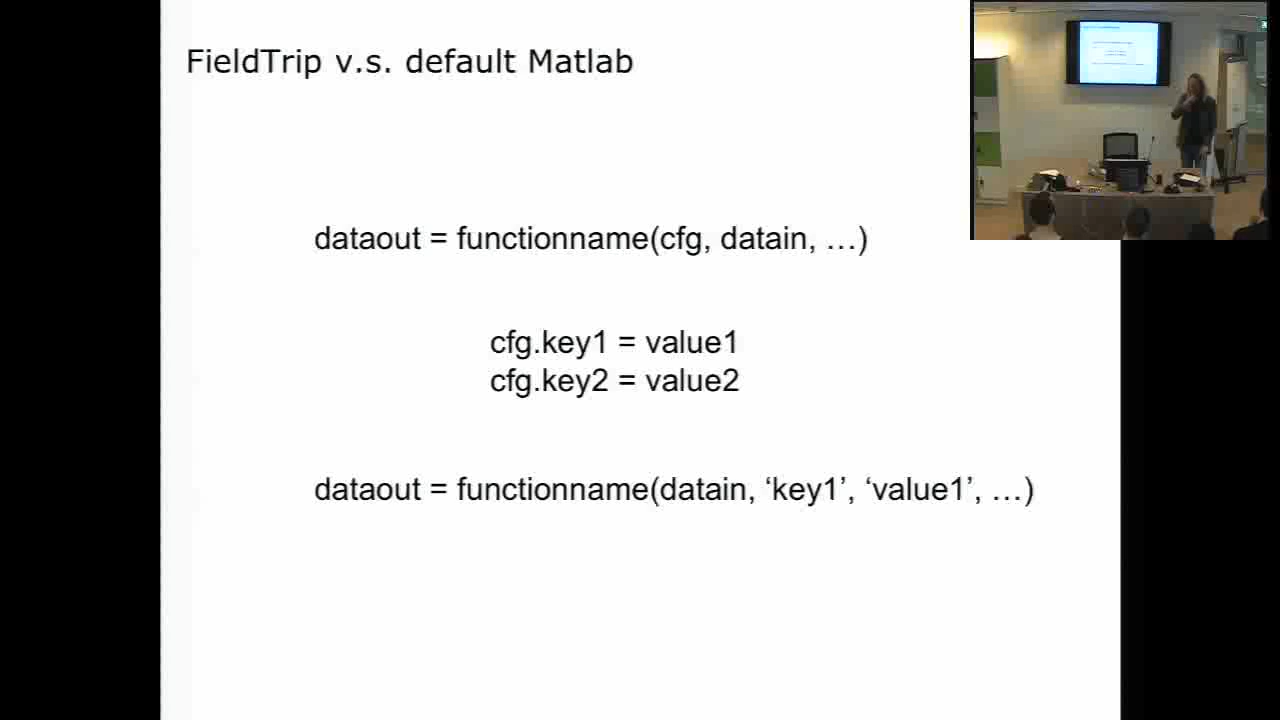 FieldTrip v.s. default Matlab
dataout = functionname(cfg, datain, …)
cfg.key1 = value1
cfg.key2 = value2
dataout = functionname(datain, ‘key1’, ‘value1’, …)